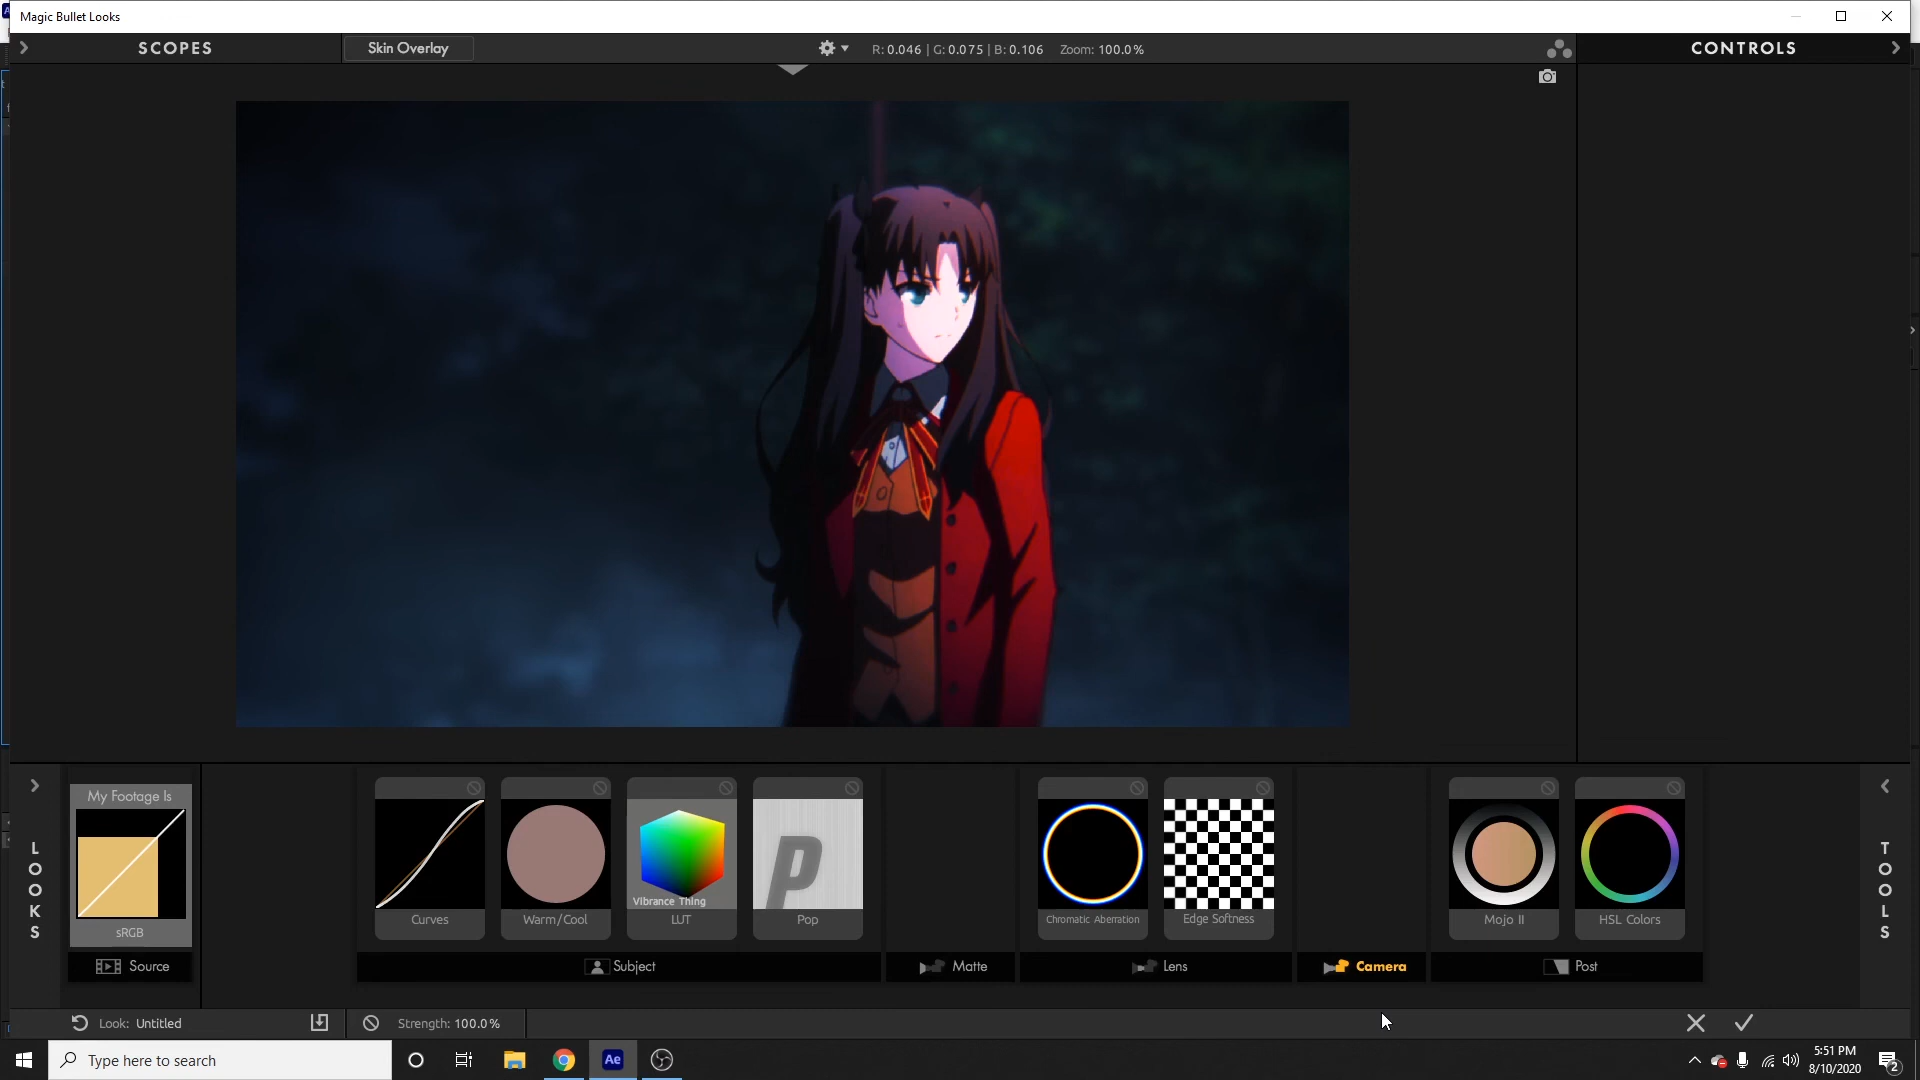 Magic Bullet Looks
SCOPES
Skin Overlay
R: 0.046 | G: 0.075 | B: 0.106 Zoom: 100.0%
CONTROLS
My Footage Is
sRGB
Source
LOOKS
Curves
Warm/Cool
Vibrance Thing
LUT
P
Pop
Subject
Matte
Chromatic Aberration
Edge Softness
Lens
Camera
Mojo II
HSL Colors
Post
TOOLS
Look: Untitled
Strength: 100.0%
Type here to search
Ae
5:51 PM
8/10/2020
2